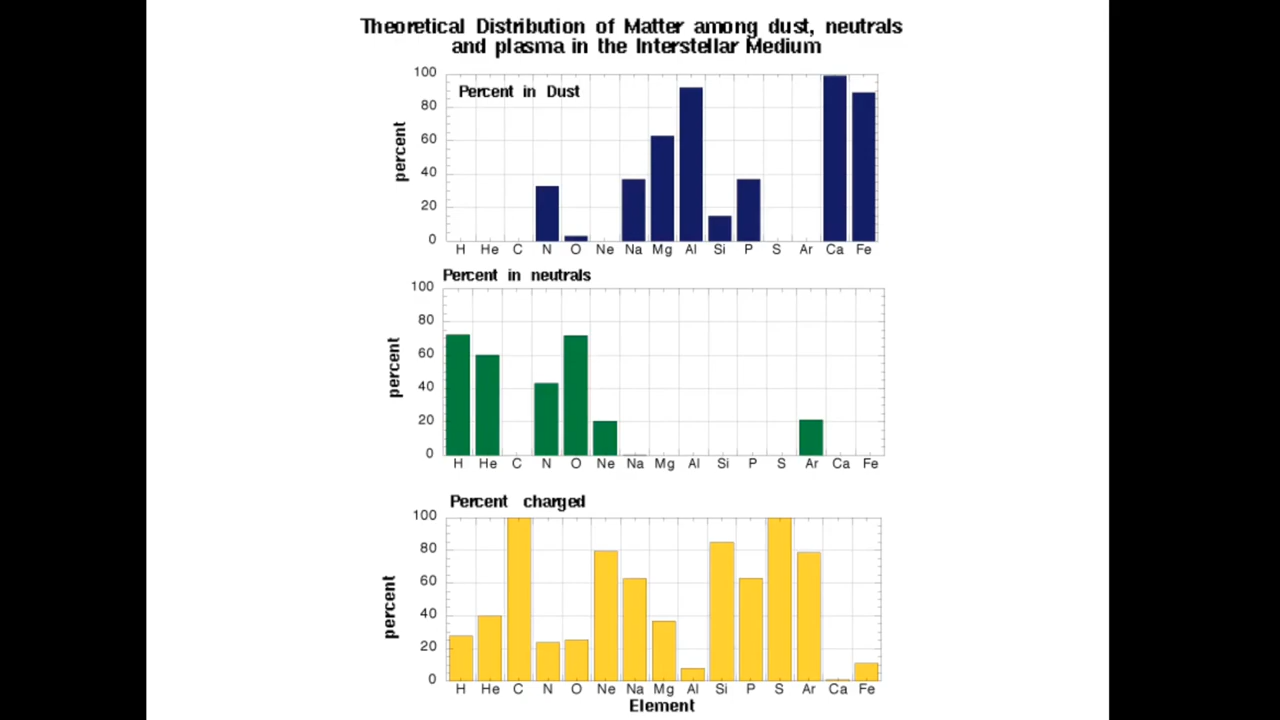 Theoretical Distribution of Matter among dust, neutrals
and plasma in the Interstellar Medium
Percent in Dust
percent
100
80
60
40
20
0
H He C N O Ne Na Mg Al Si P S Ar Ca Fe
Percent in neutrals
percent
100
80
60
40
20
0
H He C N O Ne Na Mg Al Si P S Ar Ca Fe
Percent charged
percent
100
80
60
40
20
0
H He C N O Ne Na Mg Al Si P S Ar Ca Fe
Element